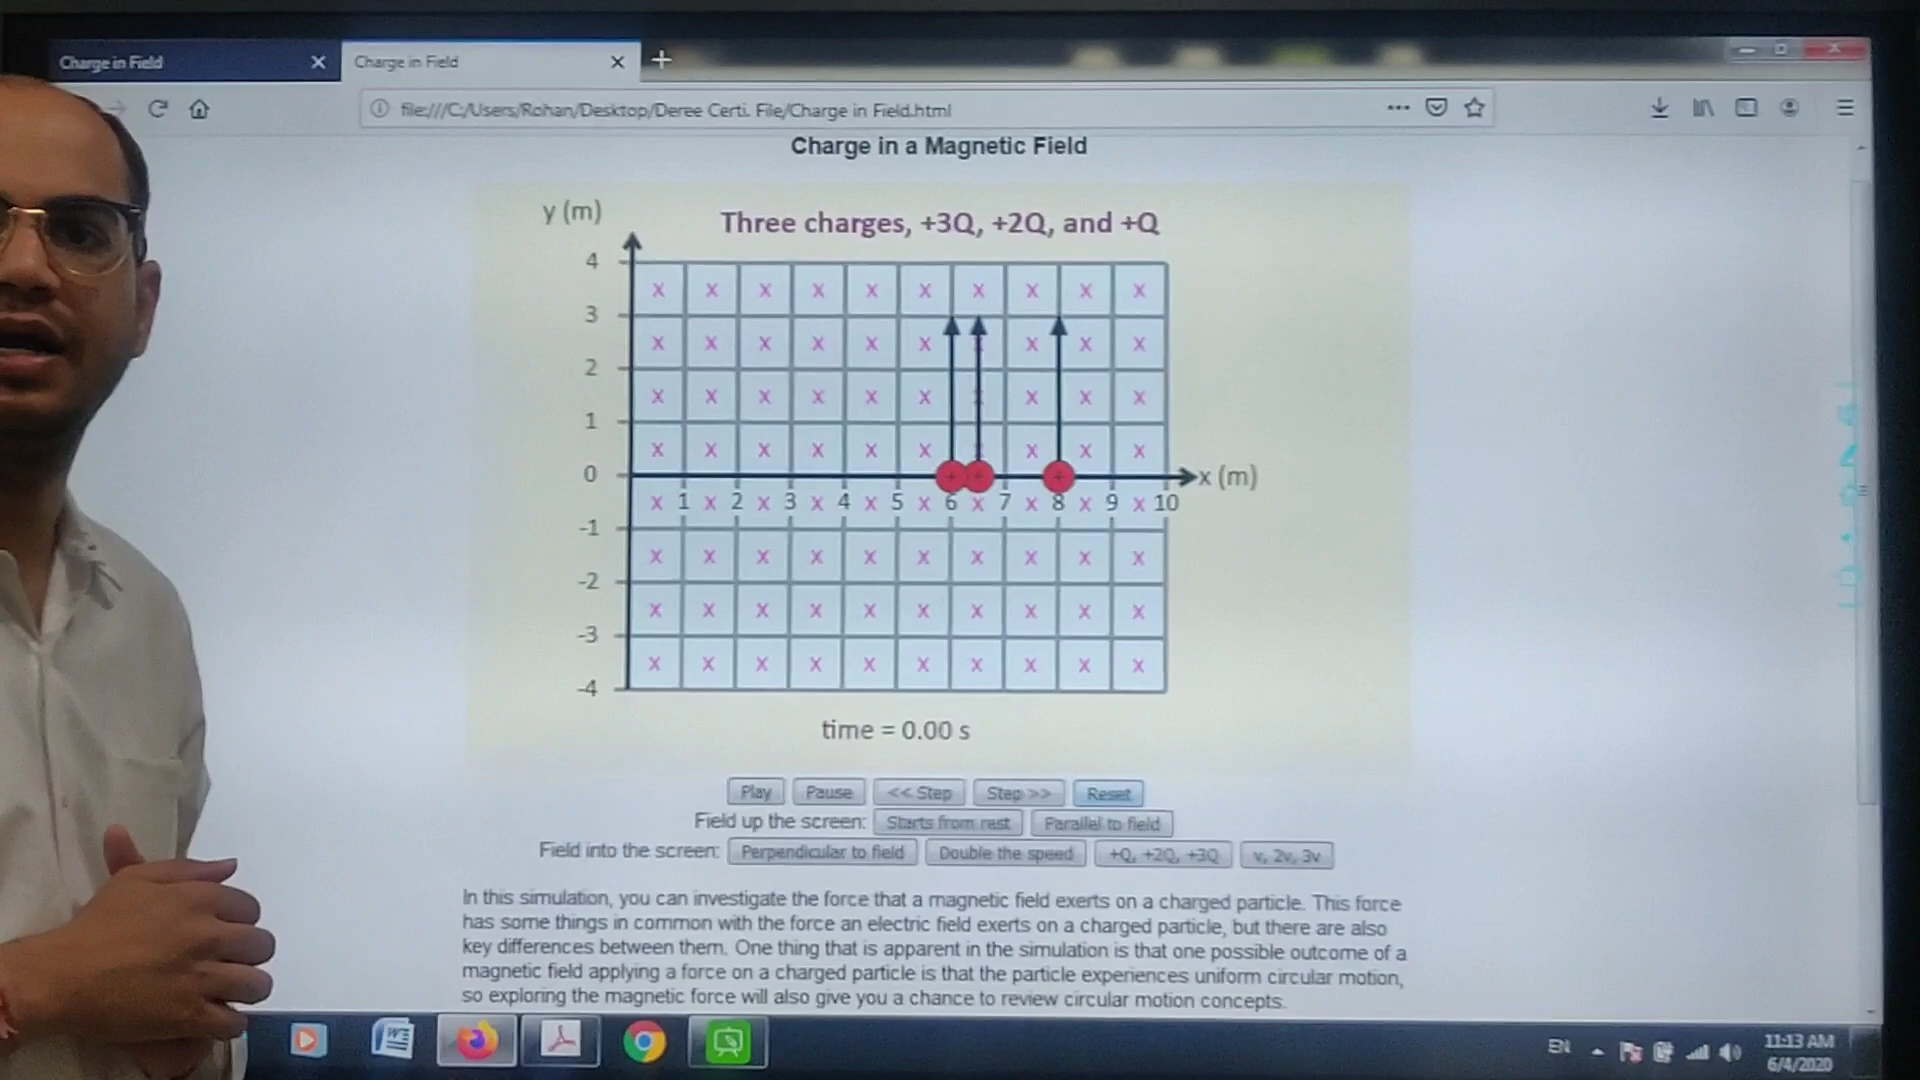 Charge in Field
Charge in Field
file:///C:/Users/Rohan/Desktop/Deree Certi. File/Charge in Field.html
Charge in a Magnetic Field
y (m)
Three charges, +3Q, +2Q, and +Q
4
x x x x x x x x x x
3
x x x x x x x x x
2
x x x x x x x x x
1
x x x x x x x x x
0
x (m)
x 1 x 2 x 3 x 4 x 5 x 6 x 7 x 8 x 9 x 10
-1
x x x x x x x x x x
-2
x x x x x x x x x x
-3
x x x x x x x x x x
-4
time = 0.00 s
Play Pause << Step Step >> Reset
Field up the screen: Starts from rest Parallel to field
Field into the screen: Perpendicular to field Double the speed +Q, +2Q, +3Q v, 2v, 3v
In this simulation, you can investigate the force that a magnetic field exerts on a charged particle. This force
has some things in common with the force an electric field exerts on a charged particle, but there are also
key differences between them. One thing that is apparent in the simulation is that one possible outcome of a
magnetic field applying a force on a charged particle is that the particle experiences uniform circular motion,
so exploring the magnetic force will also give you a chance to review circular motion concepts.
EN
11:13 AM
6/4/2020